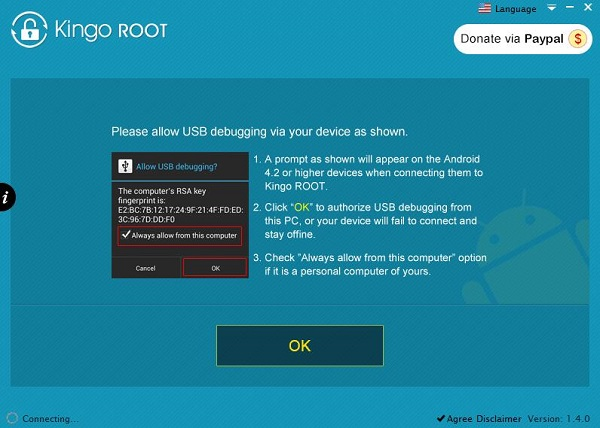 Language
Kingo ROOT
Donate via Paypal $
Please allow USB debugging via your device as shown.
Allow USB debugging?
The computer's RSA key
fingerprint is:
E2:BC:7B:12:17:24:9F:21:4F:FD:ED:
3C:96:7D:DD:F0
Always allow from this computer
Cancel
OK
1. A prompt as shown will appear on the Android
4.2 or higher devices when connecting them to
Kingo ROOT.
2. Click "OK" to authorize USB debugging from
this PC, or your device will fail to connect and
stay offine.
3. Check "Always allow from this computer" option
if it is a personal computer of yours.
i
OK
Connecting...
Agree Disclaimer
Version: 1.4.0